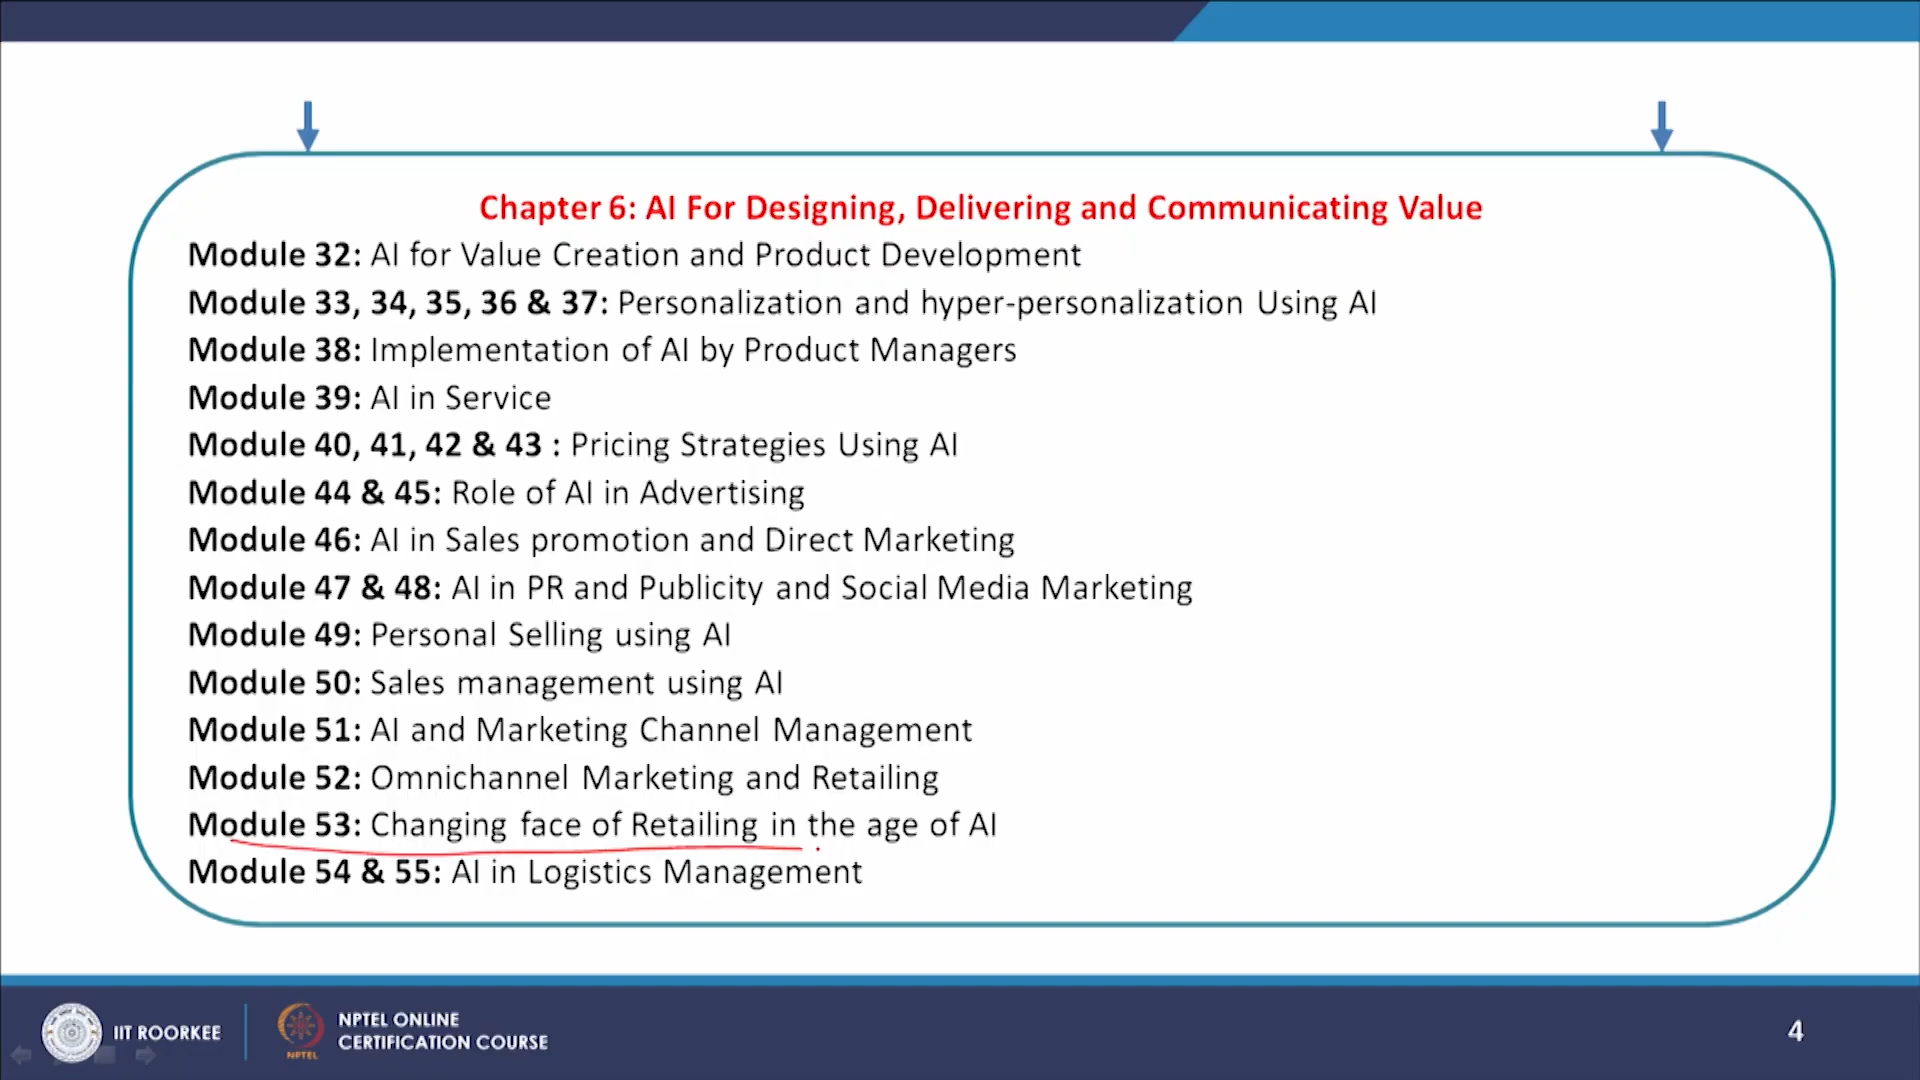 Chapter 6: AI For Designing, Delivering and Communicating Value
Module 32: AI for Value Creation and Product Development
Module 33, 34, 35, 36 & 37: Personalization and hyper-personalization Using AI
Module 38: Implementation of AI by Product Managers
Module 39: AI in Service
Module 40, 41, 42 & 43 : Pricing Strategies Using AI
Module 44 & 45: Role of AI in Advertising
Module 46: AI in Sales promotion and Direct Marketing
Module 47 & 48: AI in PR and Publicity and Social Media Marketing
Module 49: Personal Selling using AI
Module 50: Sales management using AI
Module 51: AI and Marketing Channel Management
Module 52: Omnichannel Marketing and Retailing
Module 53: Changing face of Retailing in the age of AI
Module 54 & 55: AI in Logistics Management
IIT ROORKEE
NPTEL
NPTEL ONLINE
CERTIFICATION COURSE
4